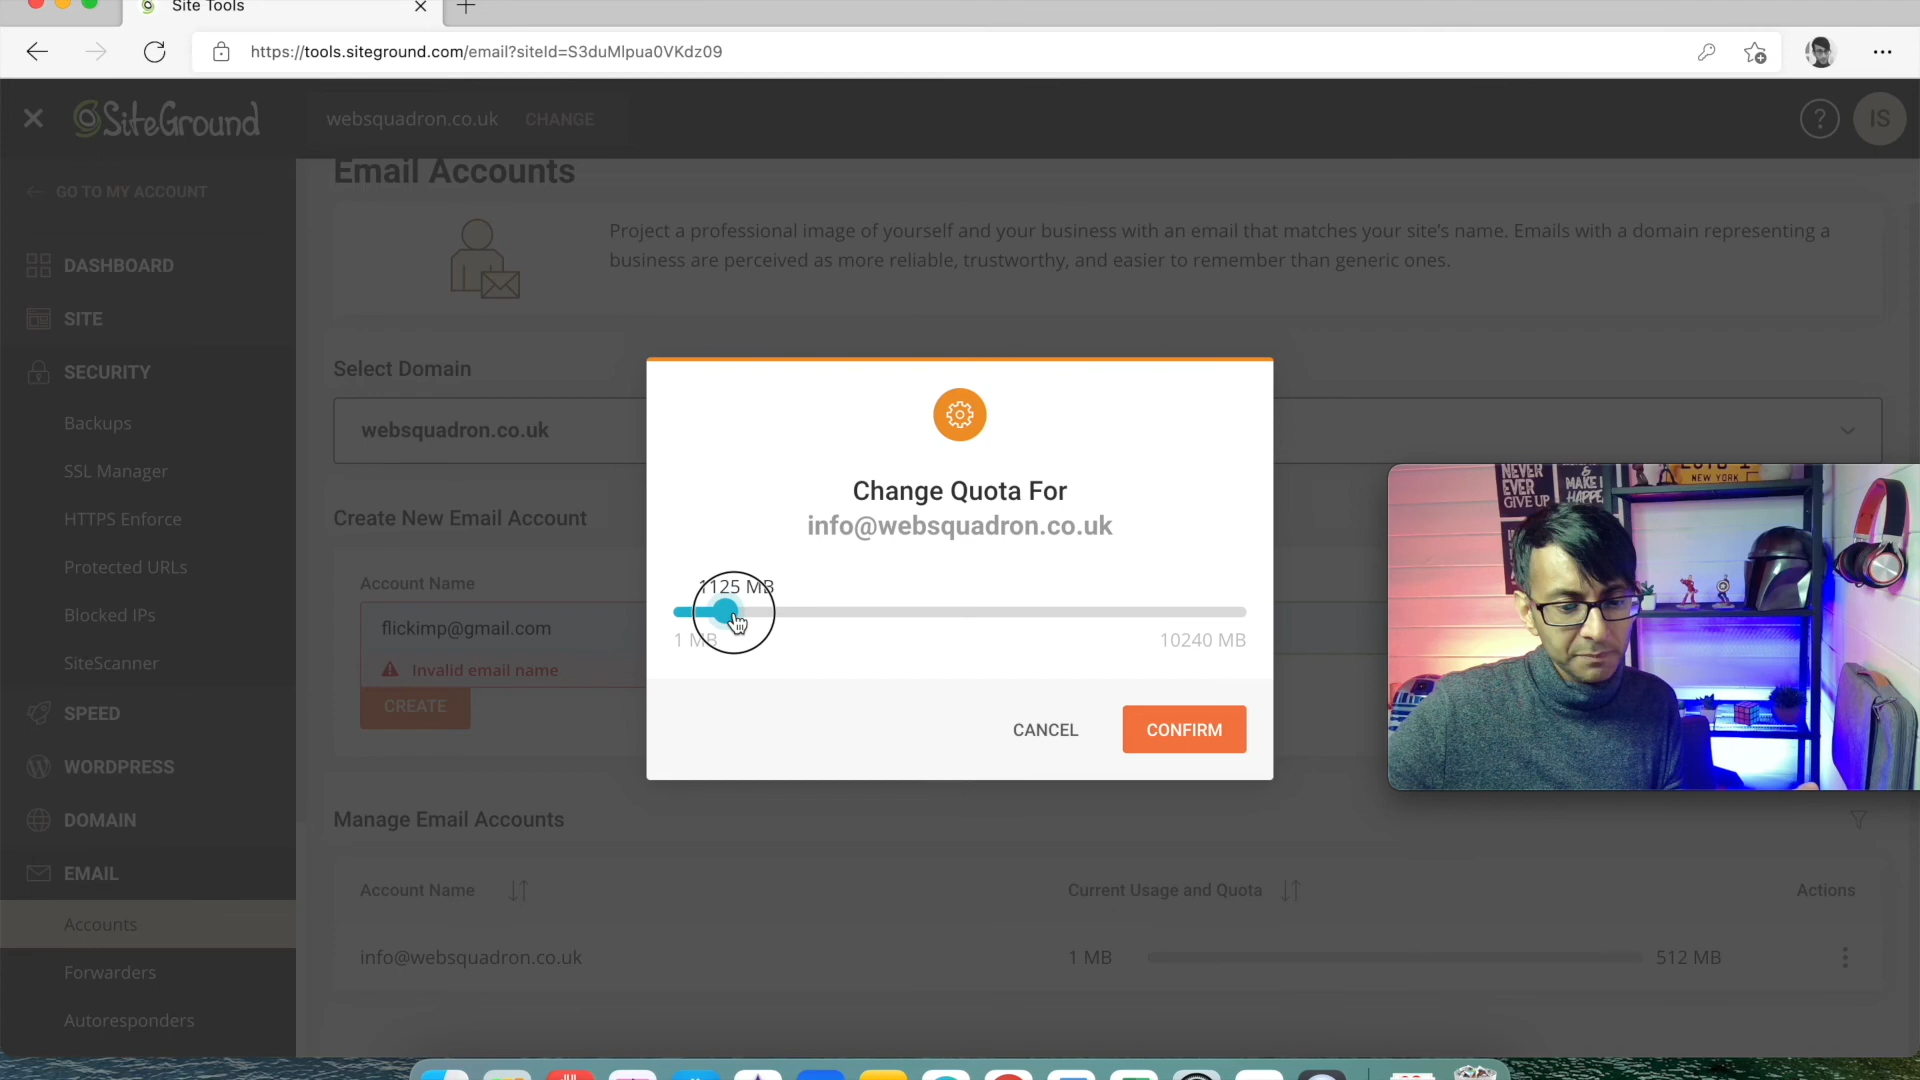 Site Tools
https://tools.siteground.com/email?siteId=S3duMlpua0VKdz09
SiteGround
websquadron.co.uk CHANGE
? IS
GO TO MY ACCOUNT
DASHBOARD
SITE
SECURITY
Backups
SSL Manager
HTTPS Enforce
Protected URLs
Blocked IPs
SiteScanner
SPEED
WORDPRESS
DOMAIN
EMAIL
Accounts
Forwarders
Autoresponders
Email Accounts
Project a professional image of yourself and your business with an email that matches your site's name. Emails with a domain representing a
business are perceived as more reliable, trustworthy, and easier to remember than generic ones.
Select Domain
websquadron.co.uk
Create New Email Account
Account Name
flickimp@gmail.com
Invalid email name
CREATE
Change Quota For
info@websquadron.co.uk
1125 MB
1 MB 10240 MB
CANCEL CONFIRM
NEVER
EVER
GIVE UP
MAKE
HAPPE
NEW YORK
Manage Email Accounts
Account Name Current Usage and Quota Actions
info@websquadron.co.uk 1 MB 512 MB